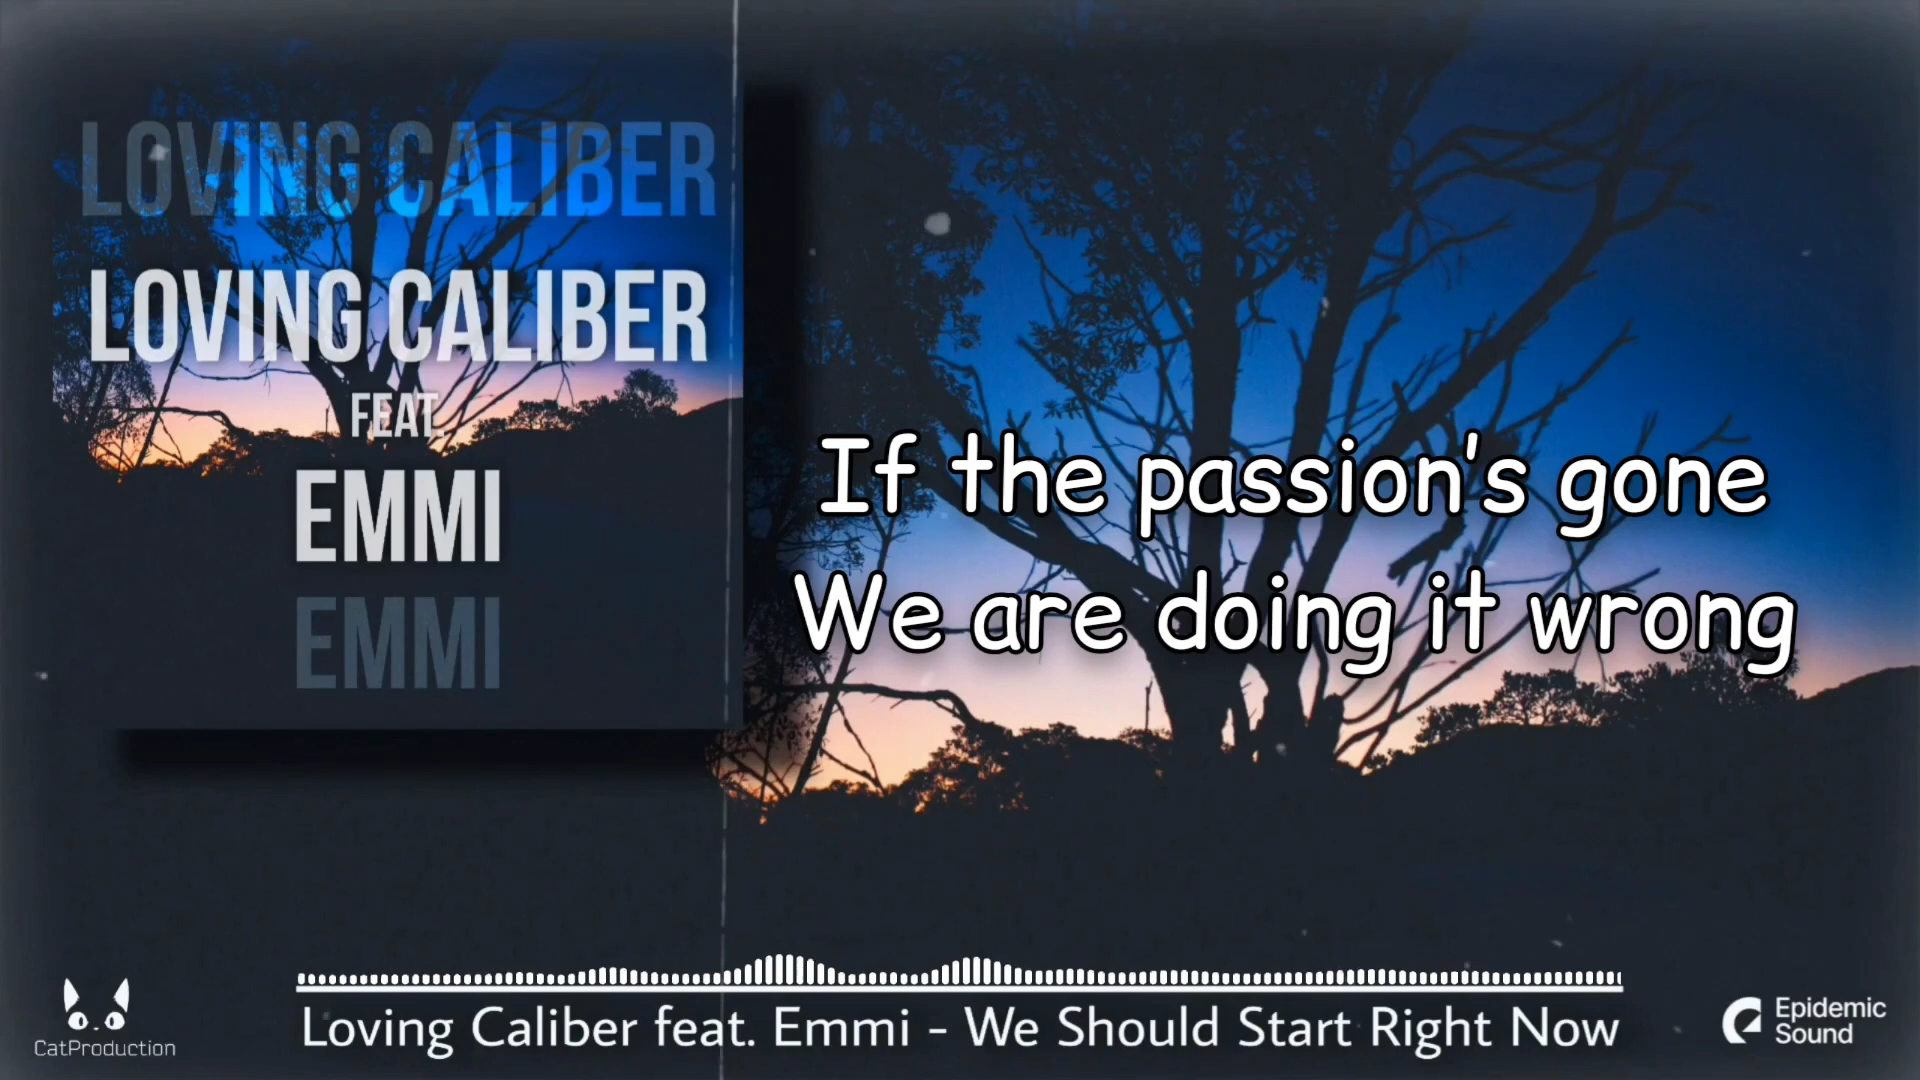 LOVING CALIBER
LOVING CALIBER
FEAT.
EMMI
EMMI
If the passion's gone
We are doing it wrong
Loving Caliber feat. Emmi - We Should Start Right Now
CatProduction
Epidemic
Sound